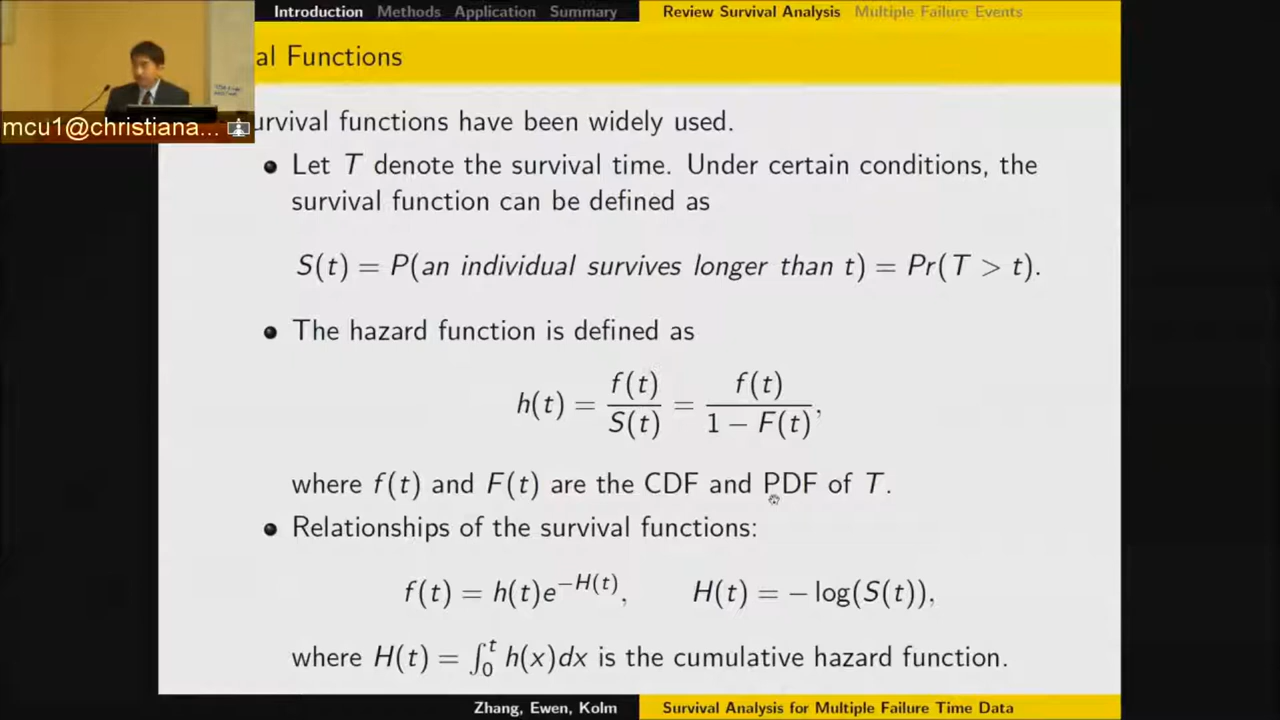 Introduction Methods Application Summary Review Survival Analysis Multiple Failure Events
al Functions
mcu1@christiana...
urvival functions have been widely used.
Let T denote the survival time. Under certain conditions, the
survival function can be defined as
S(t) = P(an individual survives longer than t) = Pr(T > t).
The hazard function is defined as
h(t) = f(t)/S(t) = f(t)/(1 − F(t)),
where f(t) and F(t) are the CDF and PDF of T.
Relationships of the survival functions:
f(t) = h(t)e^{−H(t)}, H(t) = − log(S(t)),
where H(t) = ∫₀ᵗ h(x)dx is the cumulative hazard function.
Zhang, Ewen, Kolm Survival Analysis for Multiple Failure Time Data